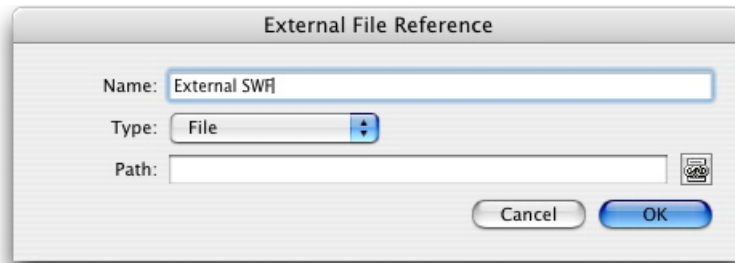 External File Reference
Name: External SWF
Type: File
Path:
Cancel OK